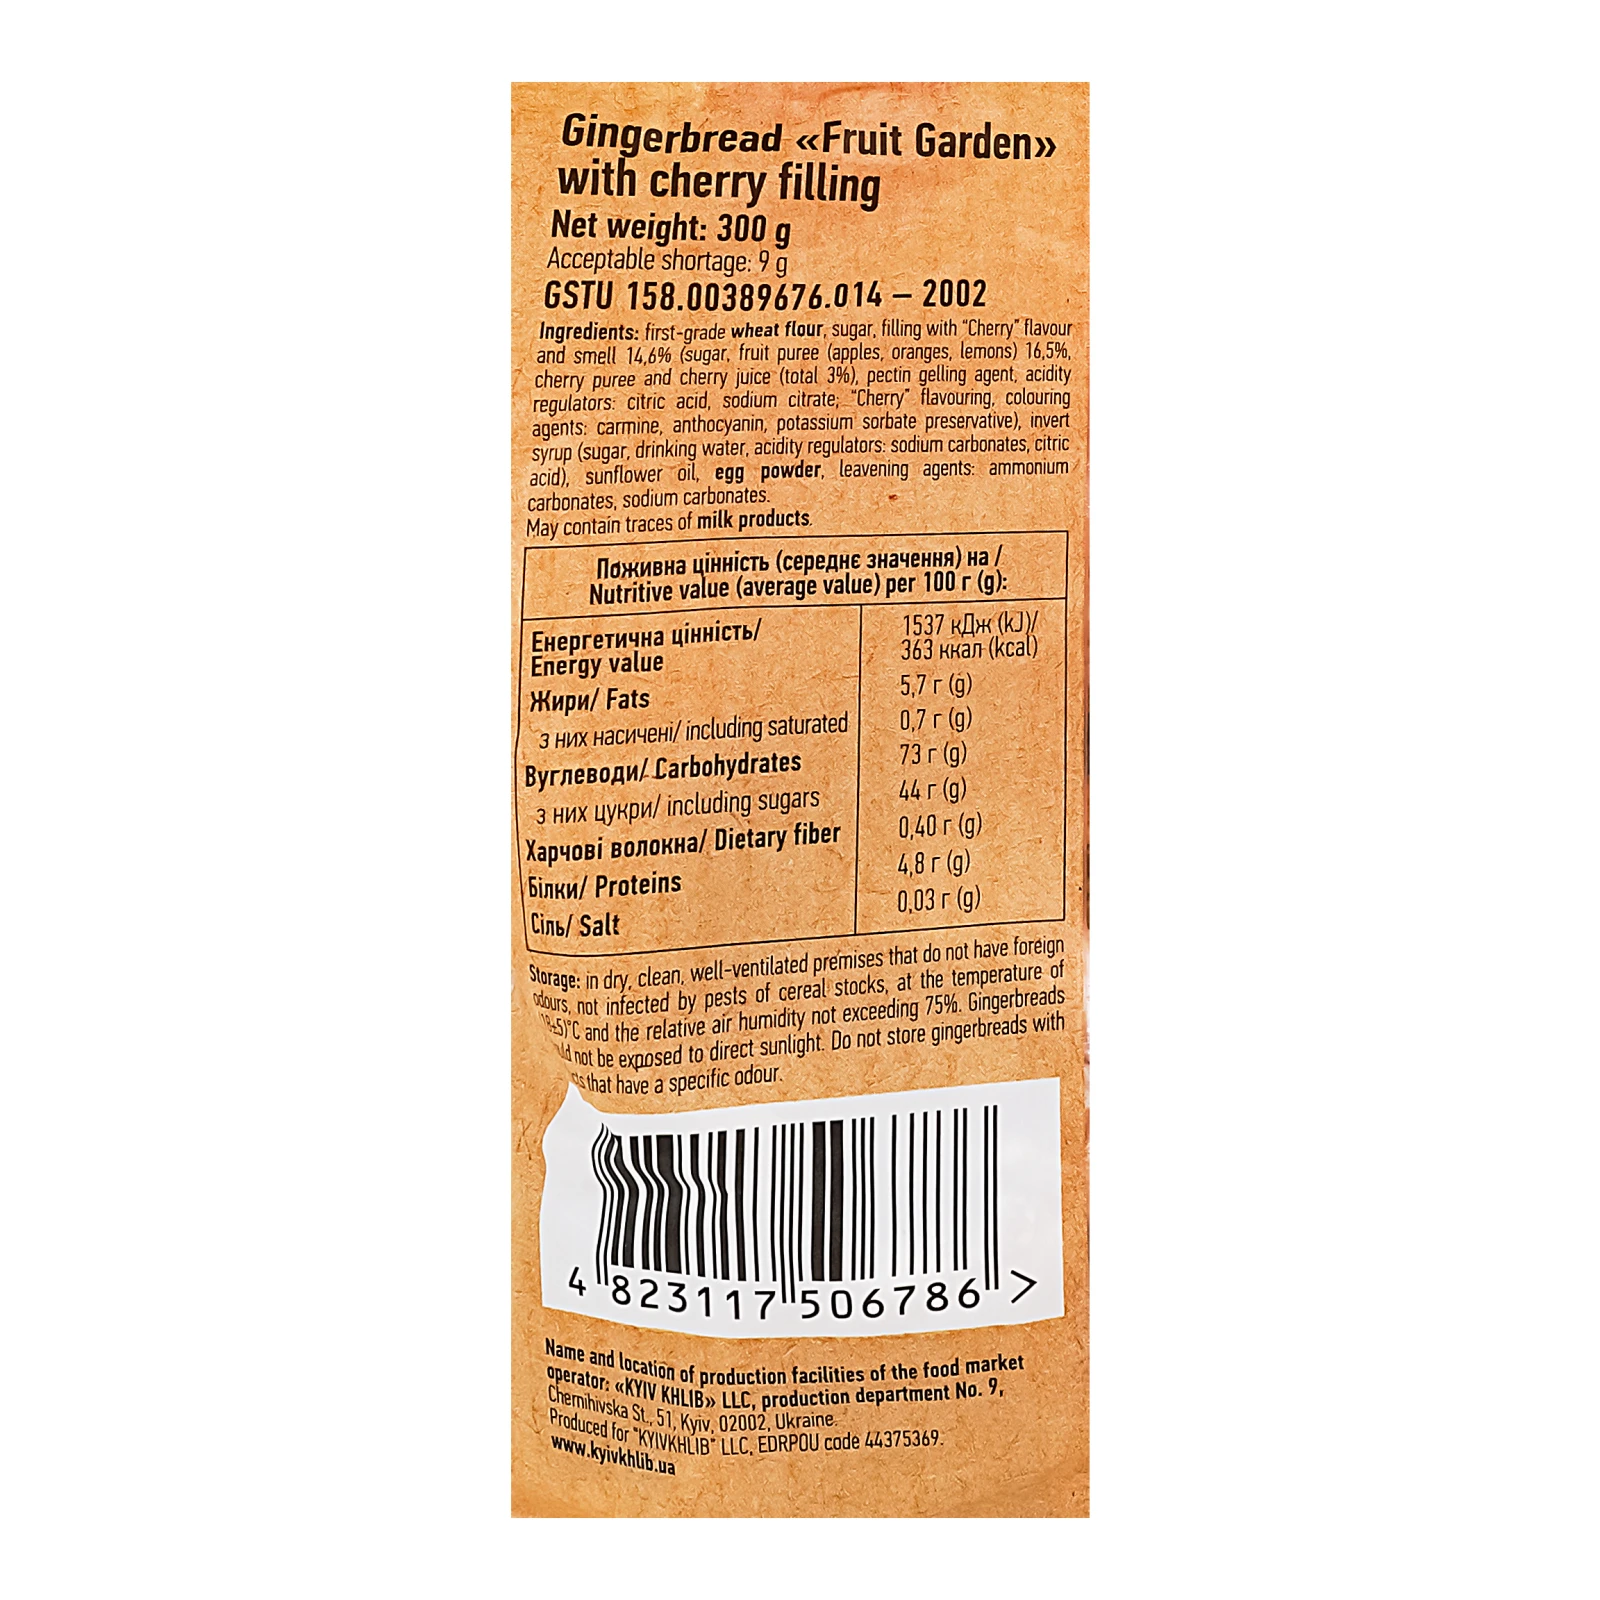 Gingerbread «Fruit Garden»
with cherry filling
Net weight: 300 g
Acceptable shortage: 9 g
GSTU 158.00389676.014 – 2002
Ingredients: first-grade wheat flour, sugar, filling with "Cherry" flavour
and smell 14,6% (sugar, fruit puree (apples, oranges, lemons) 16,5%,
cherry puree and cherry juice (total 3%), pectin gelling agent, acidity
regulators: citric acid, sodium citrate; "Cherry" flavouring, colouring
agents: carmine, anthocyanin, potassium sorbate preservative), invert
syrup (sugar, drinking water, acidity regulators: sodium carbonates, citric
acid), sunflower oil, egg powder, leavening agents: ammonium
carbonates, sodium carbonates.
May contain traces of milk products.
Поживна цінність (середнє значення) на /
Nutritive value (average value) per 100 г (g):
Енергетична цінність/
Energy value
1537 кДж (kJ)/
363 ккал (kcal)
Жири/ Fats
5,7 г (g)
з них насичені/ including saturated
0,7 г (g)
Вуглеводи/ Carbohydrates
73 г (g)
з них цукри/ including sugars
44 г (g)
Харчові волокна/ Dietary fiber
0,40 г (g)
Білки/ Proteins
4,8 г (g)
Сіль/ Salt
0,03 г (g)
Storage: in dry, clean, well-ventilated premises that do not have foreign
odours, not infected by pests of cereal stocks, at the temperature of
(18±5)°C and the relative air humidity not exceeding 75%. Gingerbreads
not be exposed to direct sunlight. Do not store gingerbreads with
that have a specific odour.
4 823117 506786 >
Name and location of production facilities of the food market
operator: «KYIV KHLIB» LLC, production department No. 9,
Chernihivska St., 51, Kyiv, 02002, Ukraine.
Produced for "KYIVKHLIB" LLC, EDRPOU code 44375369.
www.kyivkhlib.ua